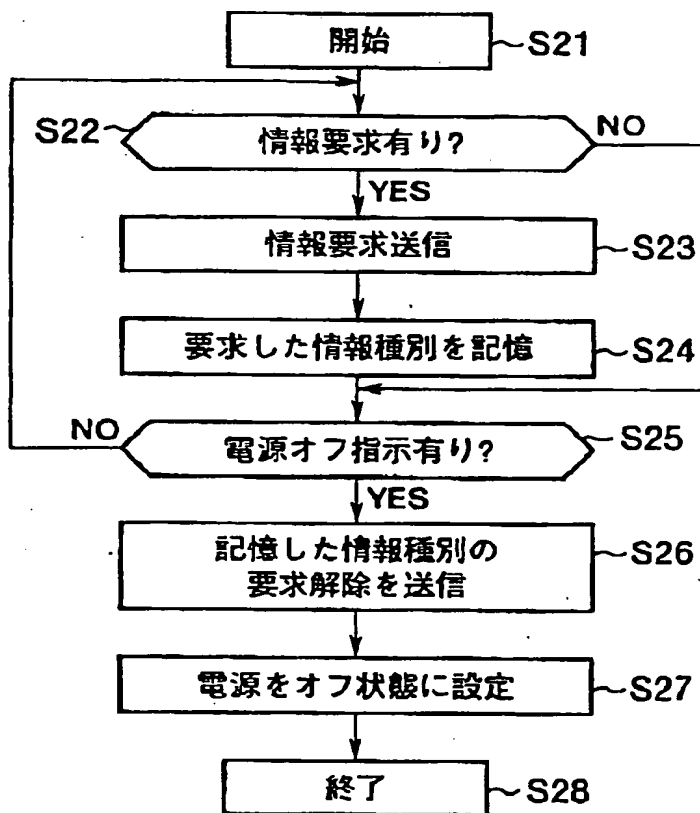 開始
S21
S22
情報要求有り?
NO
YES
情報要求送信
S23
要求した情報種別を記憶
S24
NO
電源オフ指示有り?
S25
YES
記憶した情報種別の
要求解除を送信
S26
電源をオフ状態に設定
S27
終了
S28